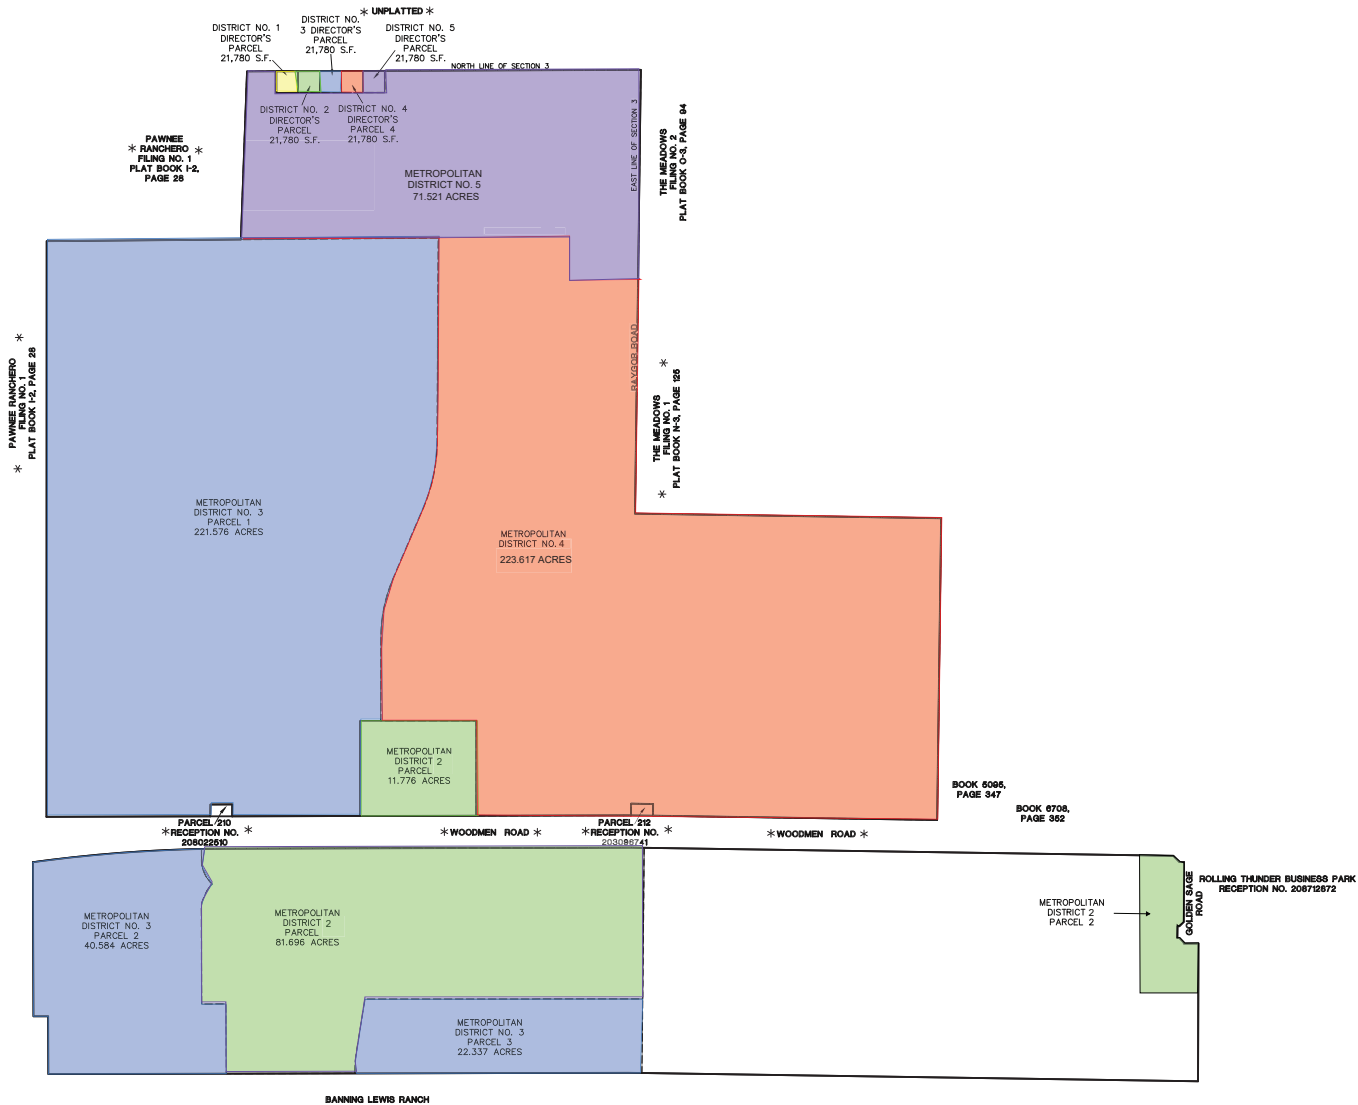 * UNPLATTED *
DISTRICT NO. 1
DIRECTOR'S
PARCEL
21,780 S.F.
DISTRICT NO.
3 DIRECTOR'S
PARCEL
21,780 S.F.
DISTRICT NO. 5
DIRECTOR'S
PARCEL
21,780 S.F.
NORTH LINE OF SECTION 3
DISTRICT NO. 2
DIRECTOR'S
PARCEL
21,780 S.F.
DISTRICT NO. 4
DIRECTOR'S
PARCEL 4
21,780 S.F.
EAST LINE OF SECTION 3
PAWNEE
* RANCHERO *
FILING NO. 1
PLAT BOOK I-2,
PAGE 28
THE MEADOWS
FILING NO. 2
PLAT BOOK O-3, PAGE 94
METROPOLITAN
DISTRICT NO. 5
71.521 ACRES
* PAWNEE RANCHERO *
FILING NO. 1
PLAT BOOK I-2, PAGE 28
RAYGOR ROAD
* THE MEADOWS *
FILING NO. 1
PLAT BOOK N-3, PAGE 125
METROPOLITAN
DISTRICT NO. 3
PARCEL 1
221.576 ACRES
METROPOLITAN
DISTRICT NO. 4
223.617 ACRES
METROPOLITAN
DISTRICT 2
PARCEL
11.776 ACRES
BOOK 5095,
PAGE 347
BOOK 6708,
PAGE 352
PARCEL 210
* RECEPTION NO. *
208022510
* WOODMEN ROAD *
PARCEL 212
* RECEPTION NO. *
203086741
* WOODMEN ROAD *
ROLLING THUNDER BUSINESS PARK
RECEPTION NO. 208712872
GOLDEN SAGE
ROAD
METROPOLITAN
DISTRICT 2
PARCEL 2
METROPOLITAN
DISTRICT NO. 3
PARCEL 2
40.584 ACRES
METROPOLITAN
DISTRICT 2
PARCEL
81.696 ACRES
METROPOLITAN
DISTRICT NO. 3
PARCEL 3
22.337 ACRES
BANNING LEWIS RANCH